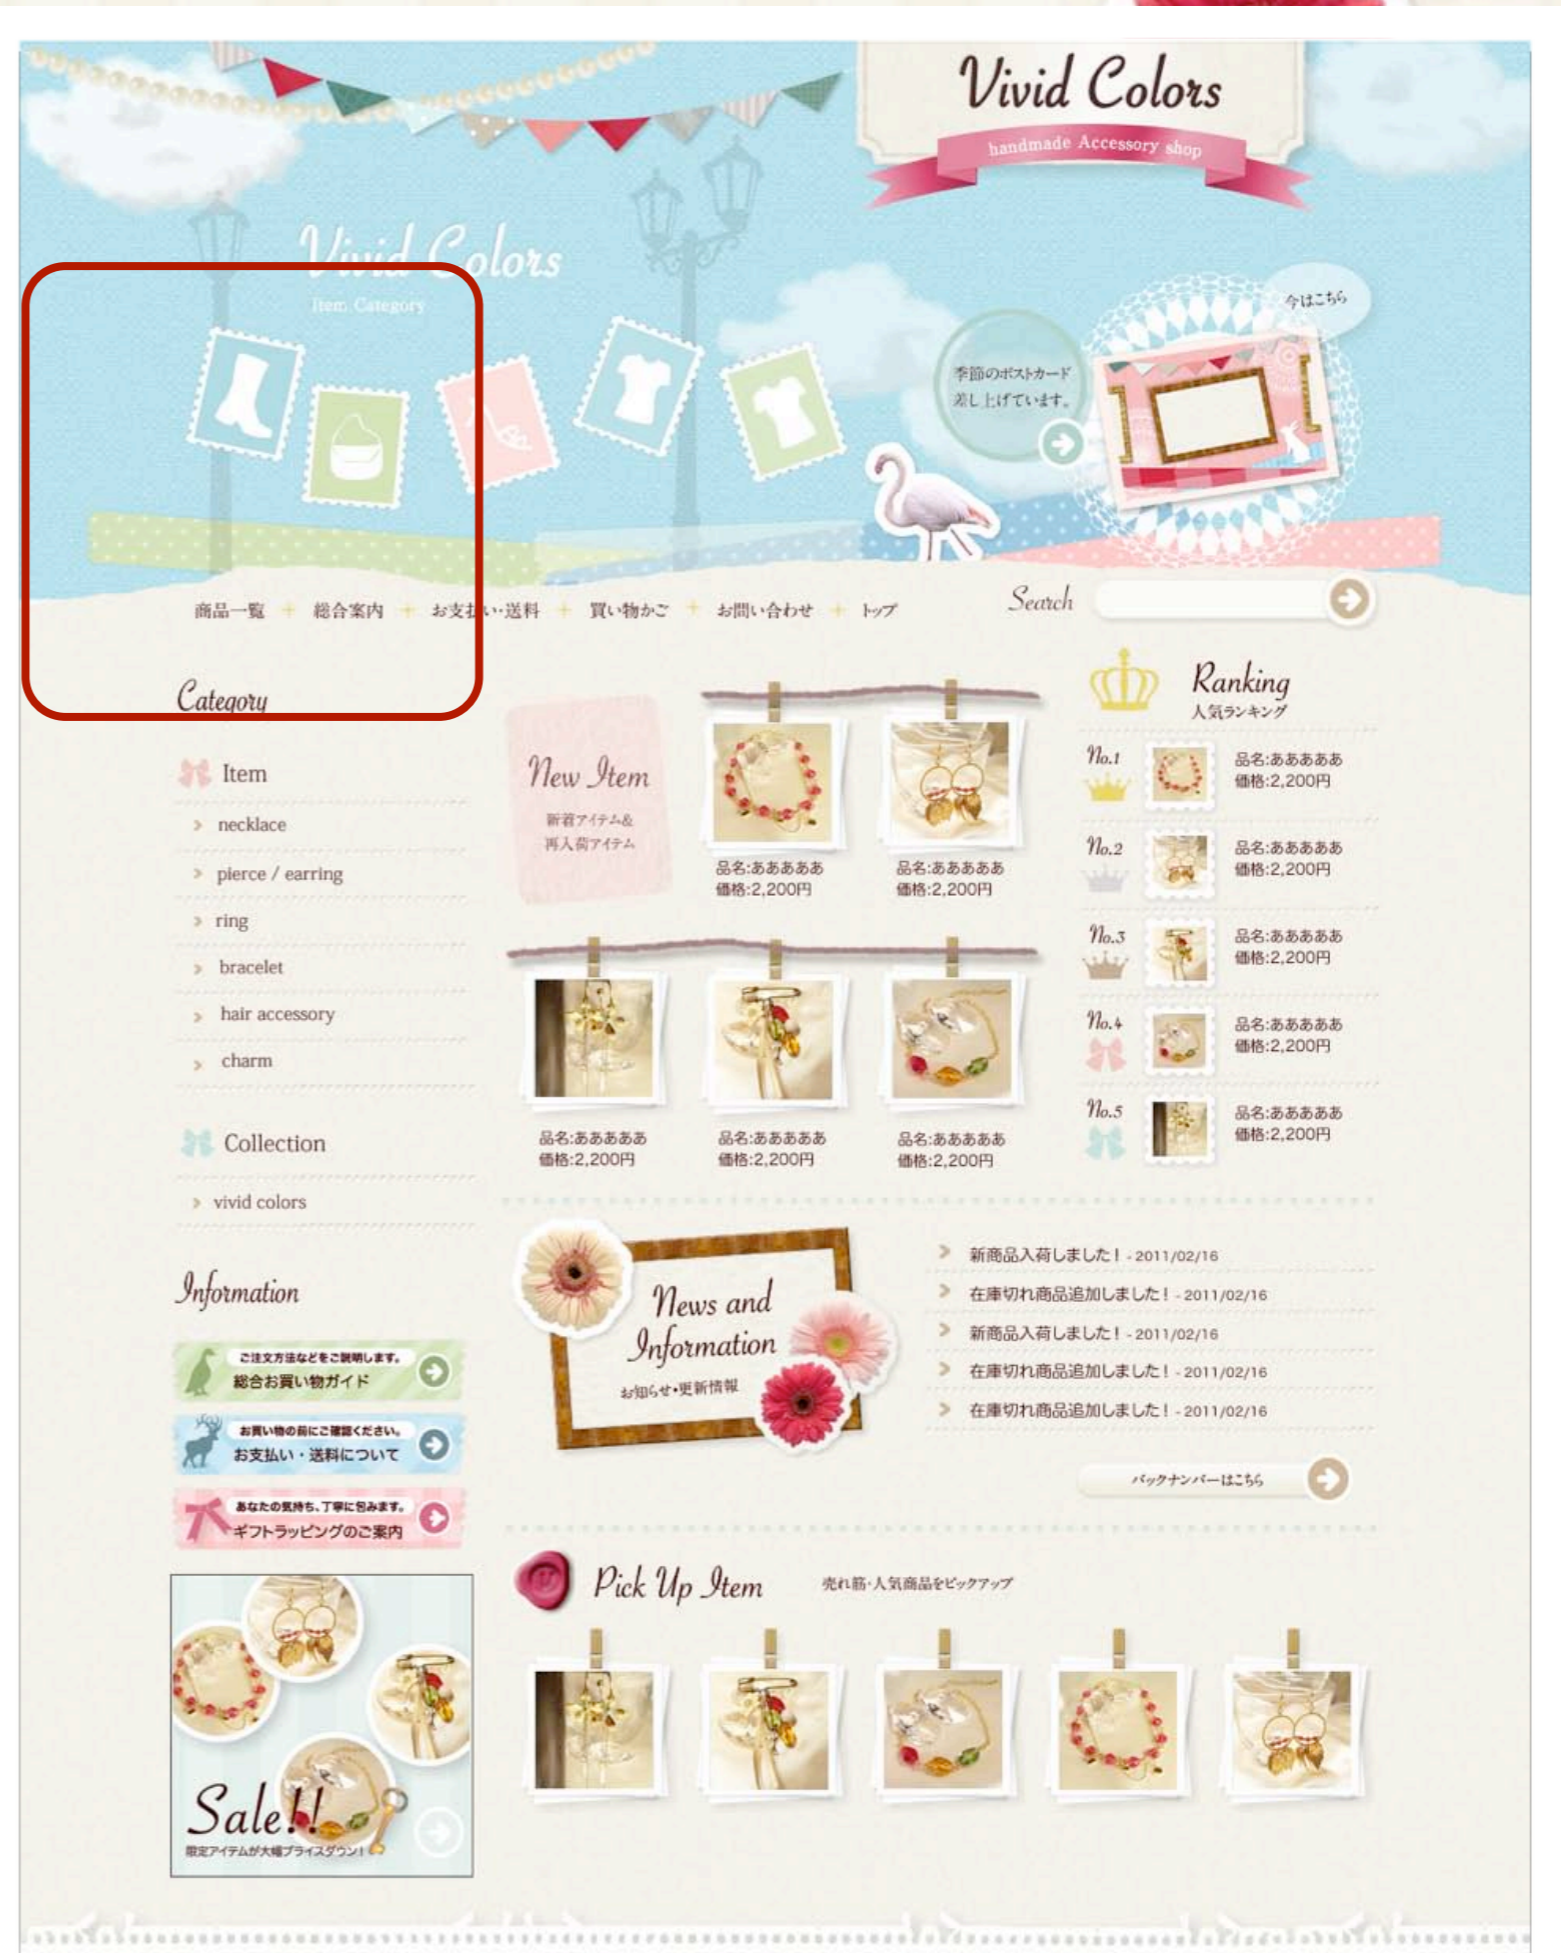 Vivid Colors
handmade Accessory shop
Vivid Colors
Item Category
今はこちら
季節のポストカード
差し上げています。
商品一覧 + 総合案内 + お支払い・送料 + 買い物かご + お問い合わせ + トップ
Search
Category
Item
necklace
pierce / earring
ring
bracelet
hair accessory
charm
Collection
vivid colors
Information
ご注文方法などをご説明します。
総合お買い物ガイド
お買い物の前にご確認ください。
お支払い・送料について
あなたの気持ち、丁寧に包みます。
ギフトラッピングのご案内
Sale!!
限定アイテムが大幅プライスダウン!
New Item
新着アイテム&
再入荷アイテム
品名:あああああ
価格:2,200円
品名:あああああ
価格:2,200円
品名:あああああ
価格:2,200円
品名:あああああ
価格:2,200円
品名:あああああ
価格:2,200円
Ranking
人気ランキング
No.1
品名:あああああ
価格:2,200円
No.2
品名:あああああ
価格:2,200円
No.3
品名:あああああ
価格:2,200円
No.4
品名:あああああ
価格:2,200円
No.5
品名:あああああ
価格:2,200円
News and
Information
お知らせ・更新情報
新商品入荷しました! - 2011/02/16
在庫切れ商品追加しました! - 2011/02/16
新商品入荷しました! - 2011/02/16
在庫切れ商品追加しました! - 2011/02/16
在庫切れ商品追加しました! - 2011/02/16
バックナンバーはこちら
Pick Up Item
売れ筋・人気商品をピックアップ